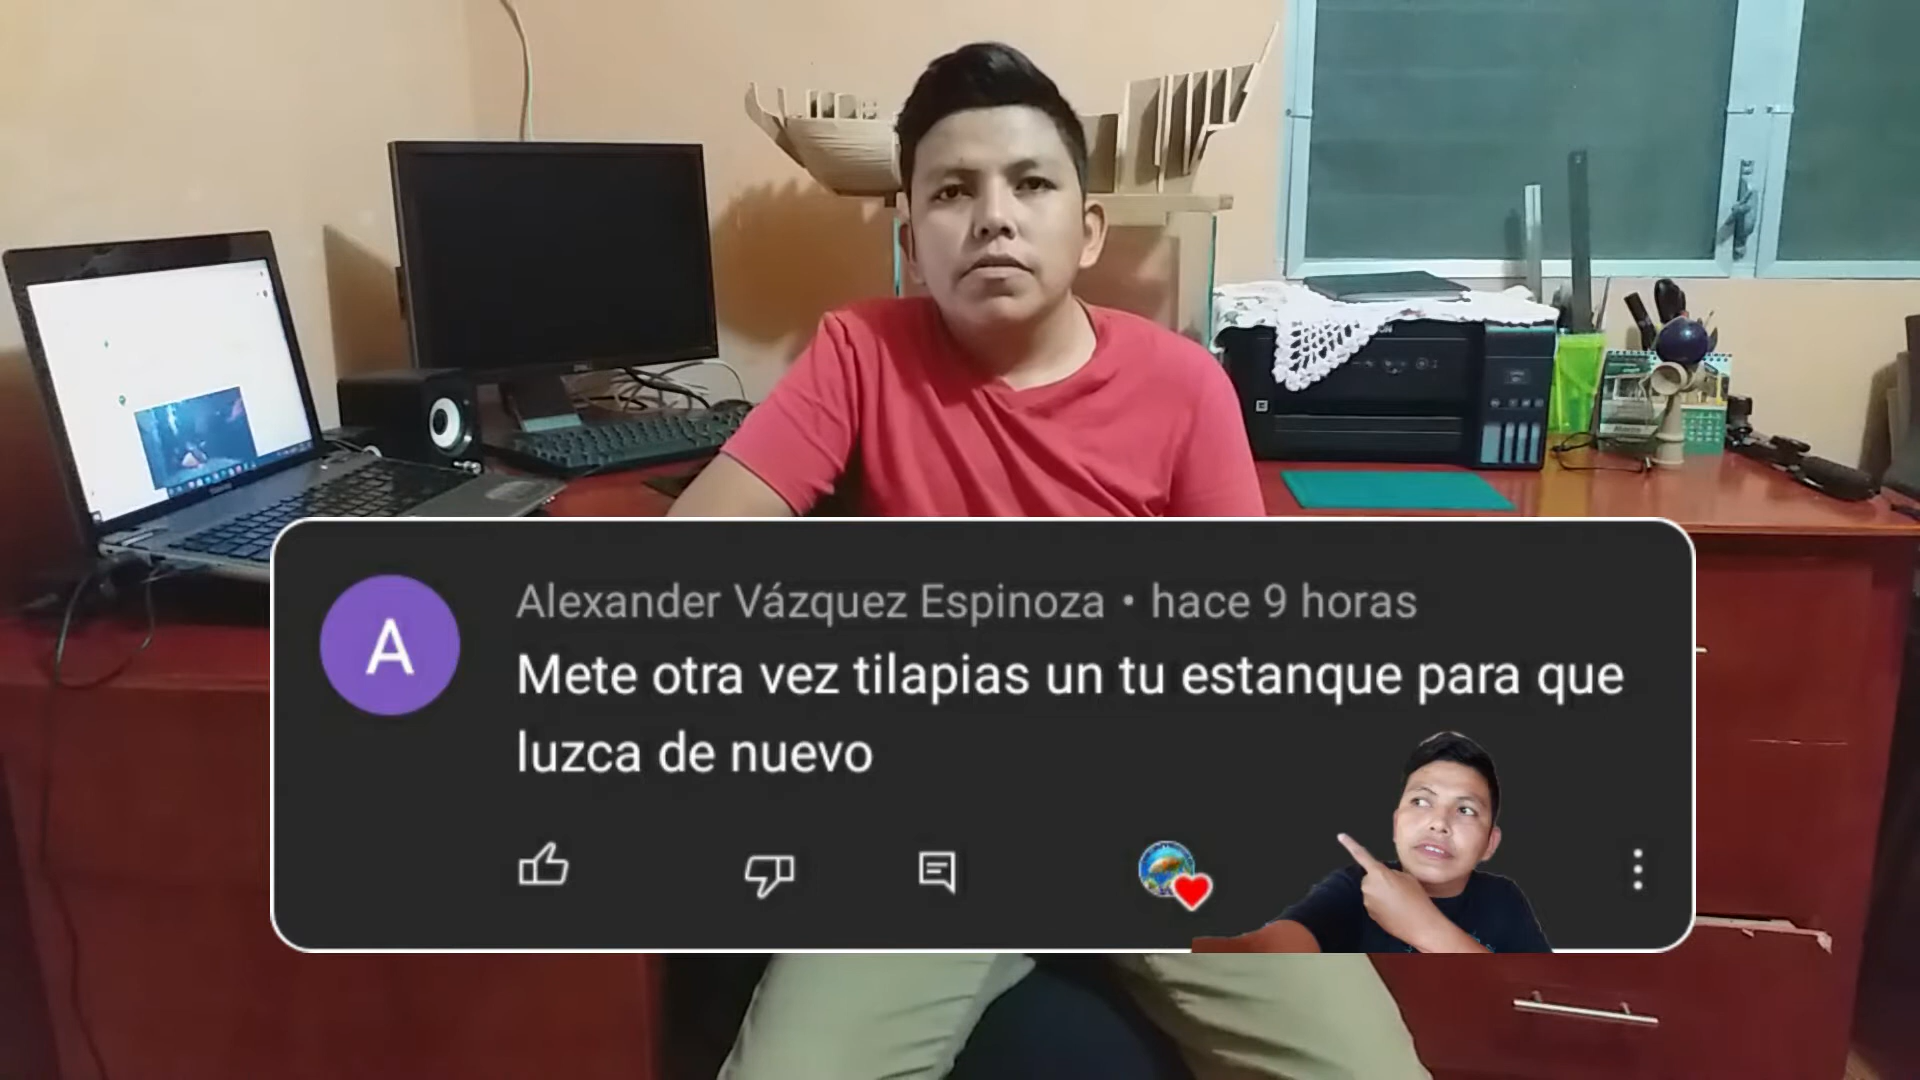 A
Alexander Vázquez Espinoza • hace 9 horas
Mete otra vez tilapias un tu estanque para que
luzca de nuevo